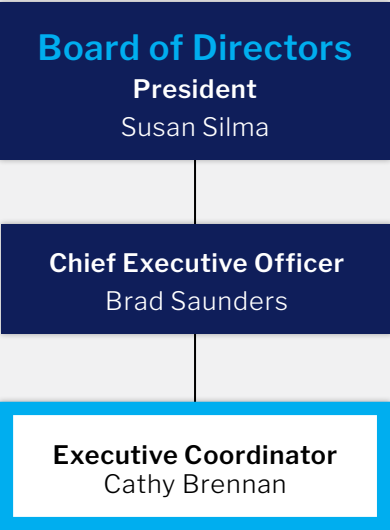 Board of Directors
President
Susan Silma
Chief Executive Officer
Brad Saunders
Executive Coordinator
Cathy Brennan